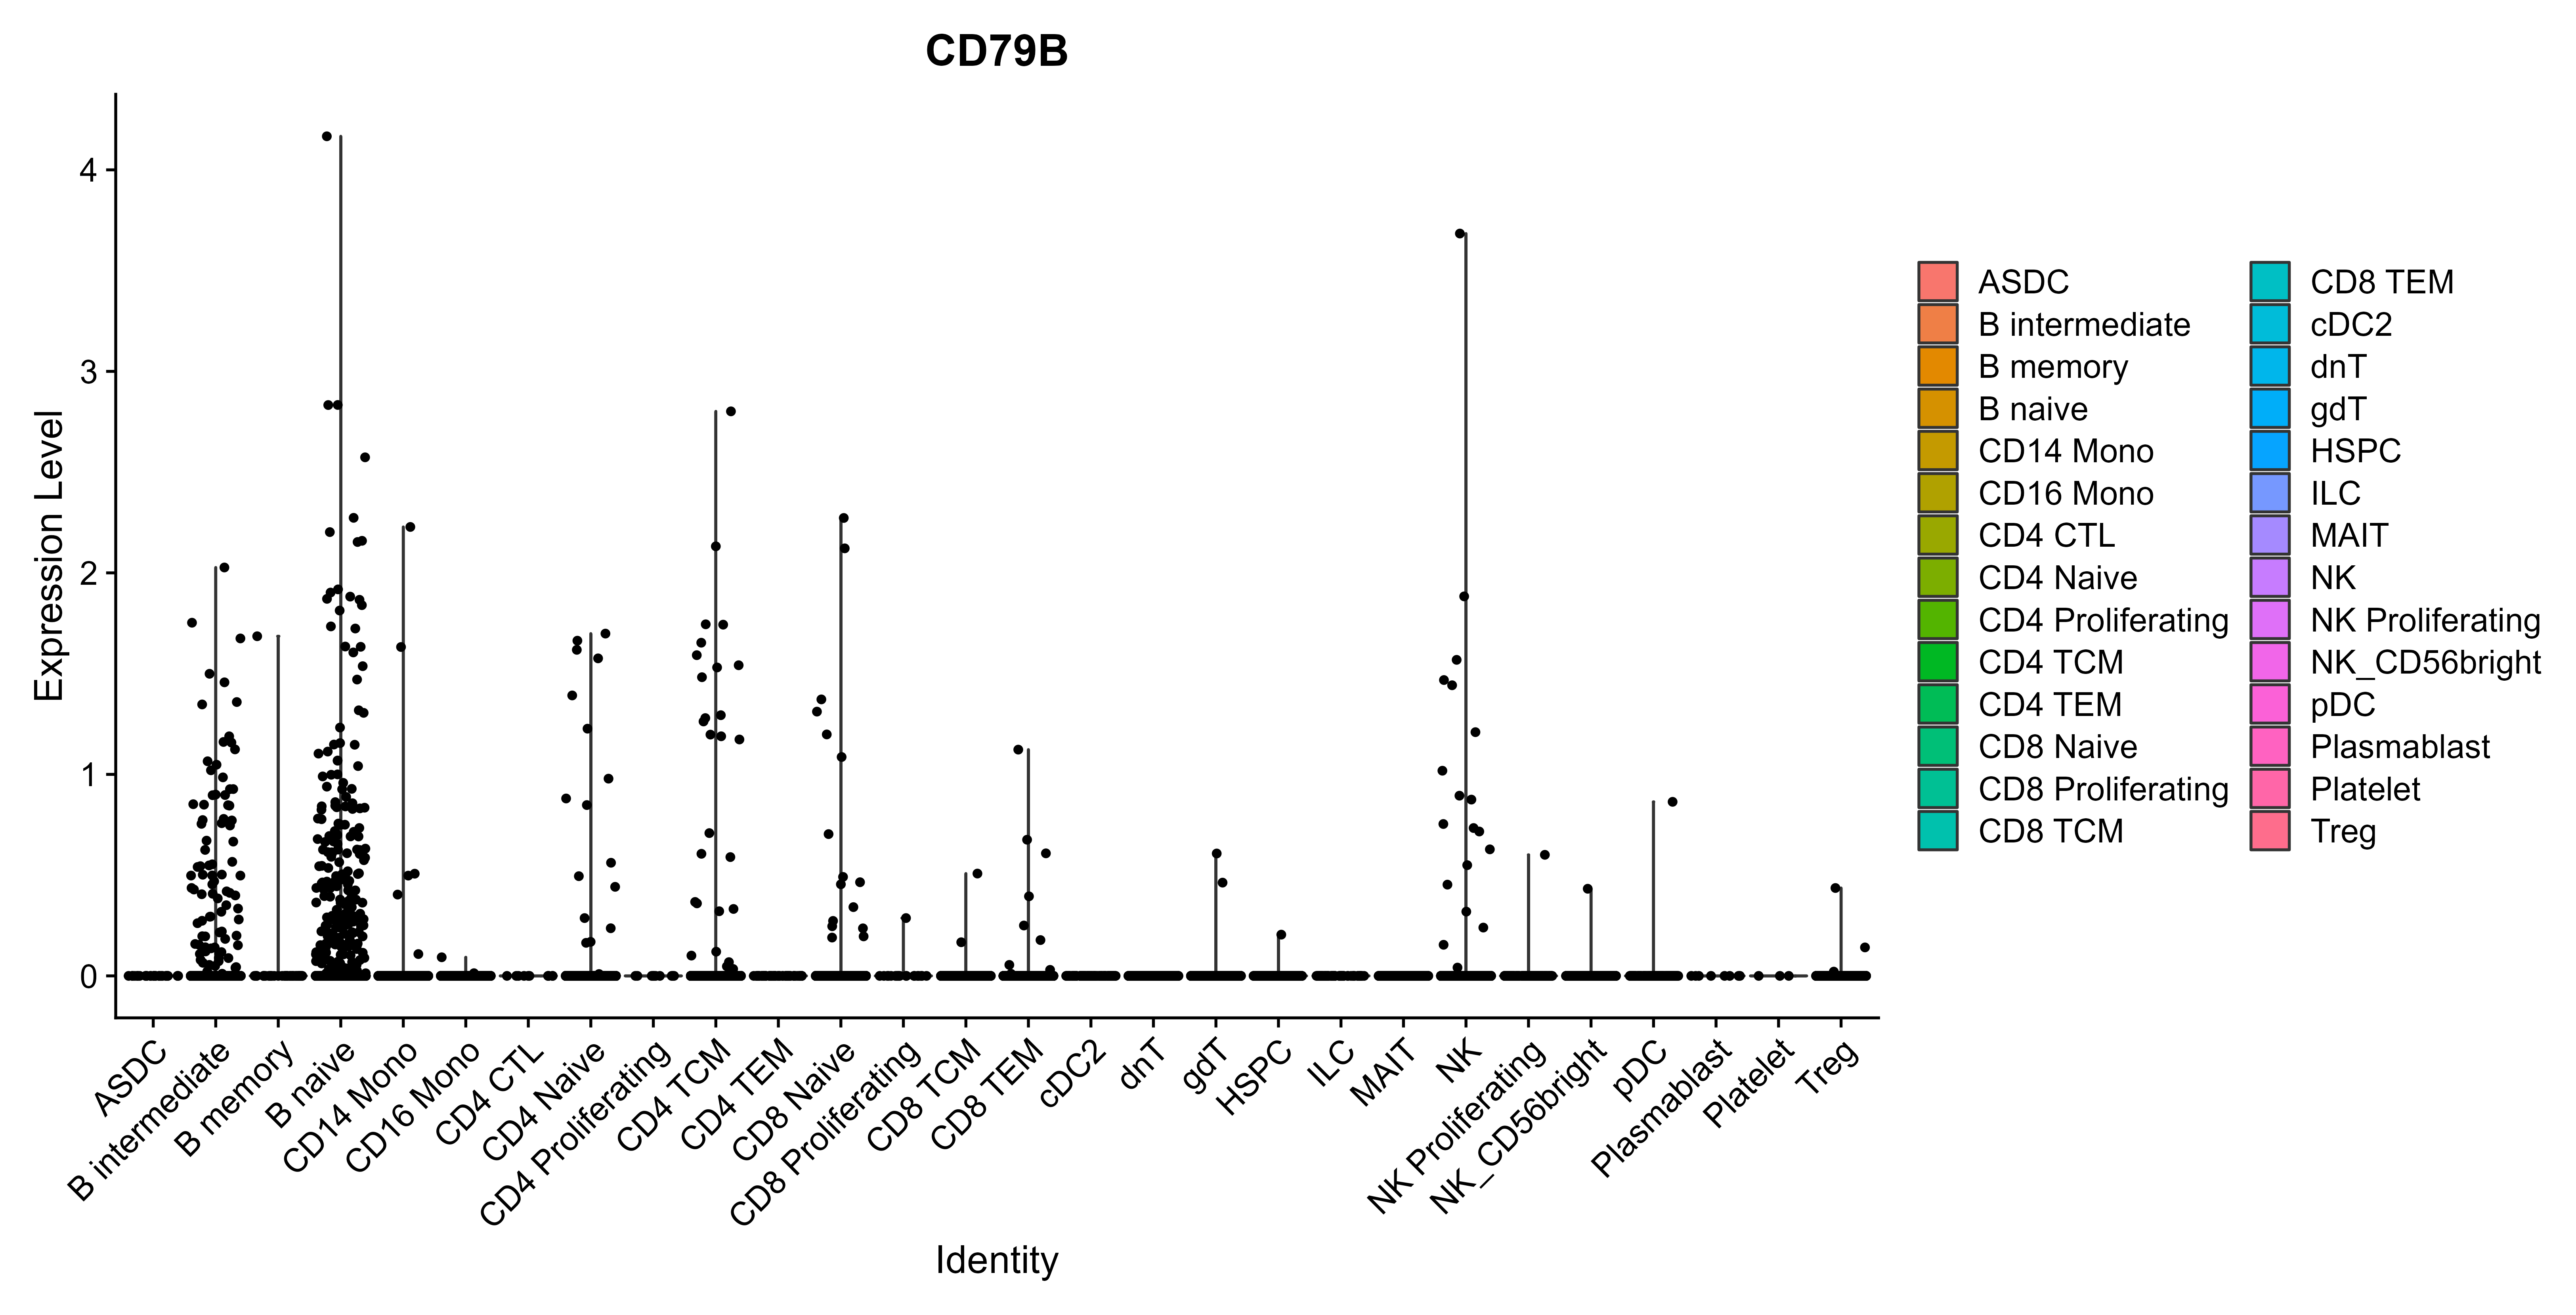 CD79B
Expression Level
4
3
2
1
0
ASDC
B intermediate
B memory
B naive
CD14 Mono
CD16 Mono
CD4 CTL
CD4 Naive
CD4 Proliferating
CD4 TCM
CD4 TEM
CD8 Naive
CD8 Proliferating
CD8 TCM
CD8 TEM
cDC2
dnT
gdT
HSPC
ILC
MAIT
NK
NK Proliferating
NK_CD56bright
pDC
Plasmablast
Platelet
Treg
Identity
ASDC
B intermediate
B memory
B naive
CD14 Mono
CD16 Mono
CD4 CTL
CD4 Naive
CD4 Proliferating
CD4 TCM
CD4 TEM
CD8 Naive
CD8 Proliferating
CD8 TCM
CD8 TEM
cDC2
dnT
gdT
HSPC
ILC
MAIT
NK
NK Proliferating
NK_CD56bright
pDC
Plasmablast
Platelet
Treg